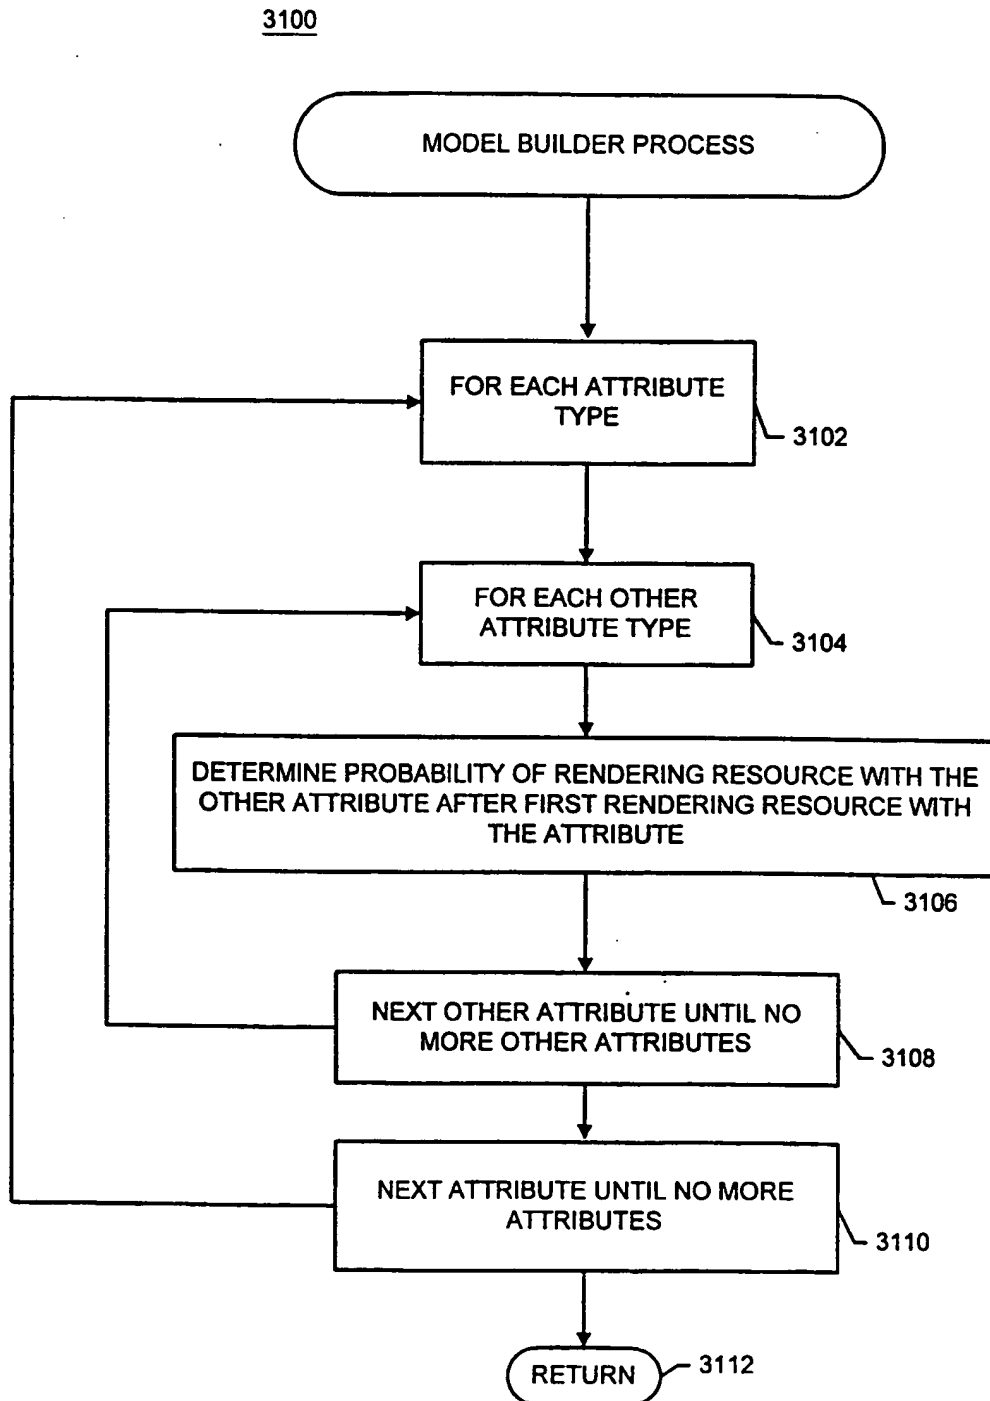 3100
MODEL BUILDER PROCESS
FOR EACH ATTRIBUTE
TYPE
3102
FOR EACH OTHER
ATTRIBUTE TYPE
3104
DETERMINE PROBABILITY OF RENDERING RESOURCE WITH THE
OTHER ATTRIBUTE AFTER FIRST RENDERING RESOURCE WITH
THE ATTRIBUTE
3106
NEXT OTHER ATTRIBUTE UNTIL NO
MORE OTHER ATTRIBUTES
3108
NEXT ATTRIBUTE UNTIL NO MORE
ATTRIBUTES
3110
RETURN
3112